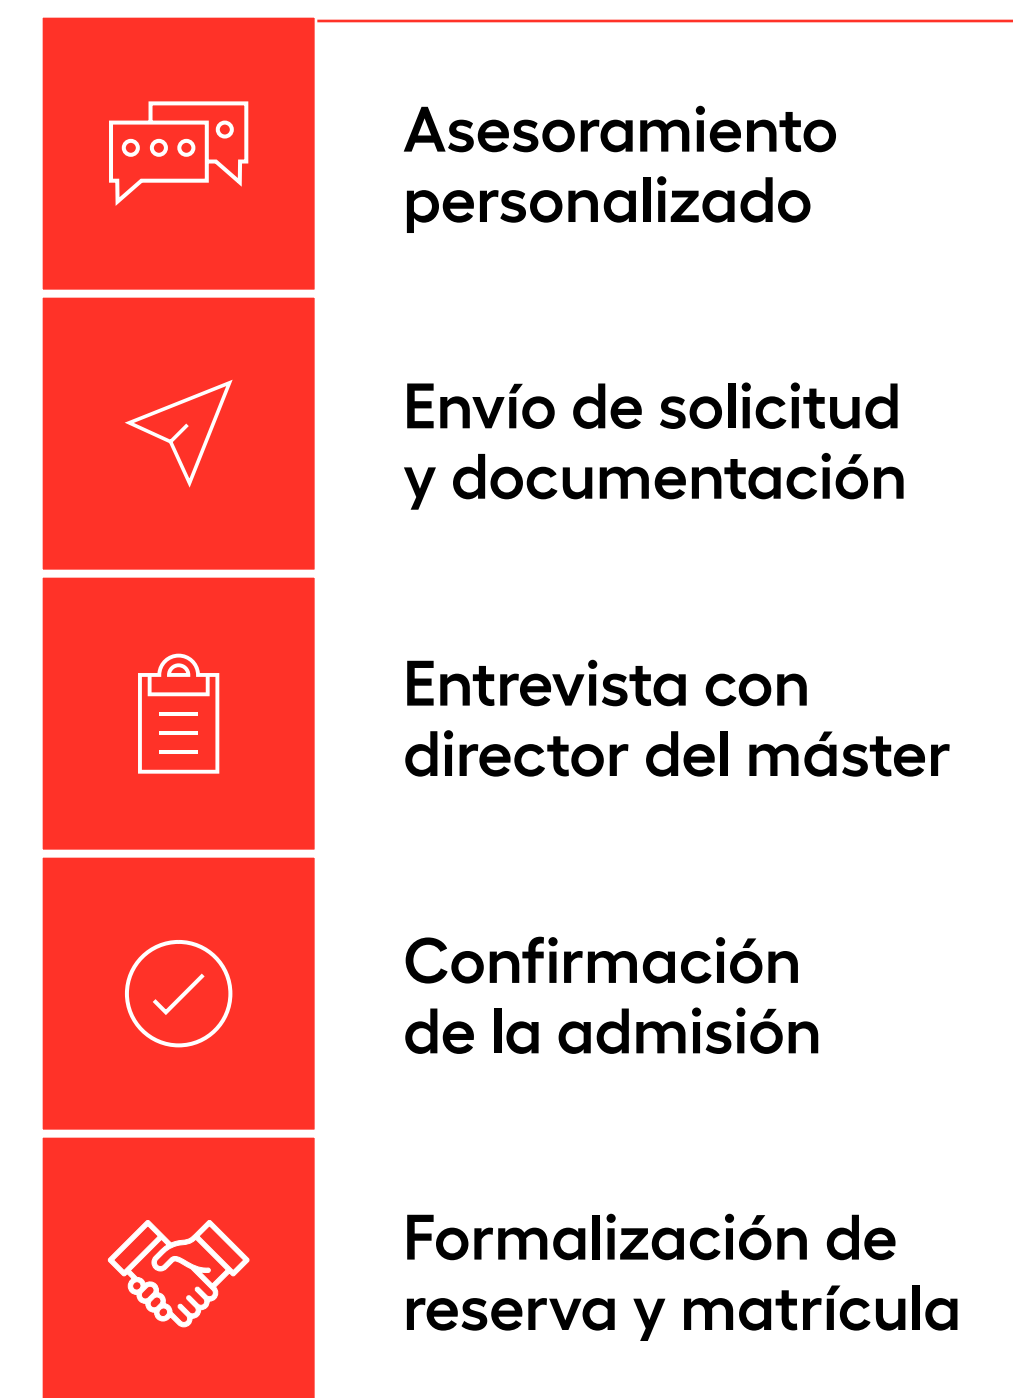 Asesoramiento
personalizado
Envío de solicitud
y documentación
Entrevista con
director del máster
Confirmación
de la admisión
Formalización de
reserva y matrícula